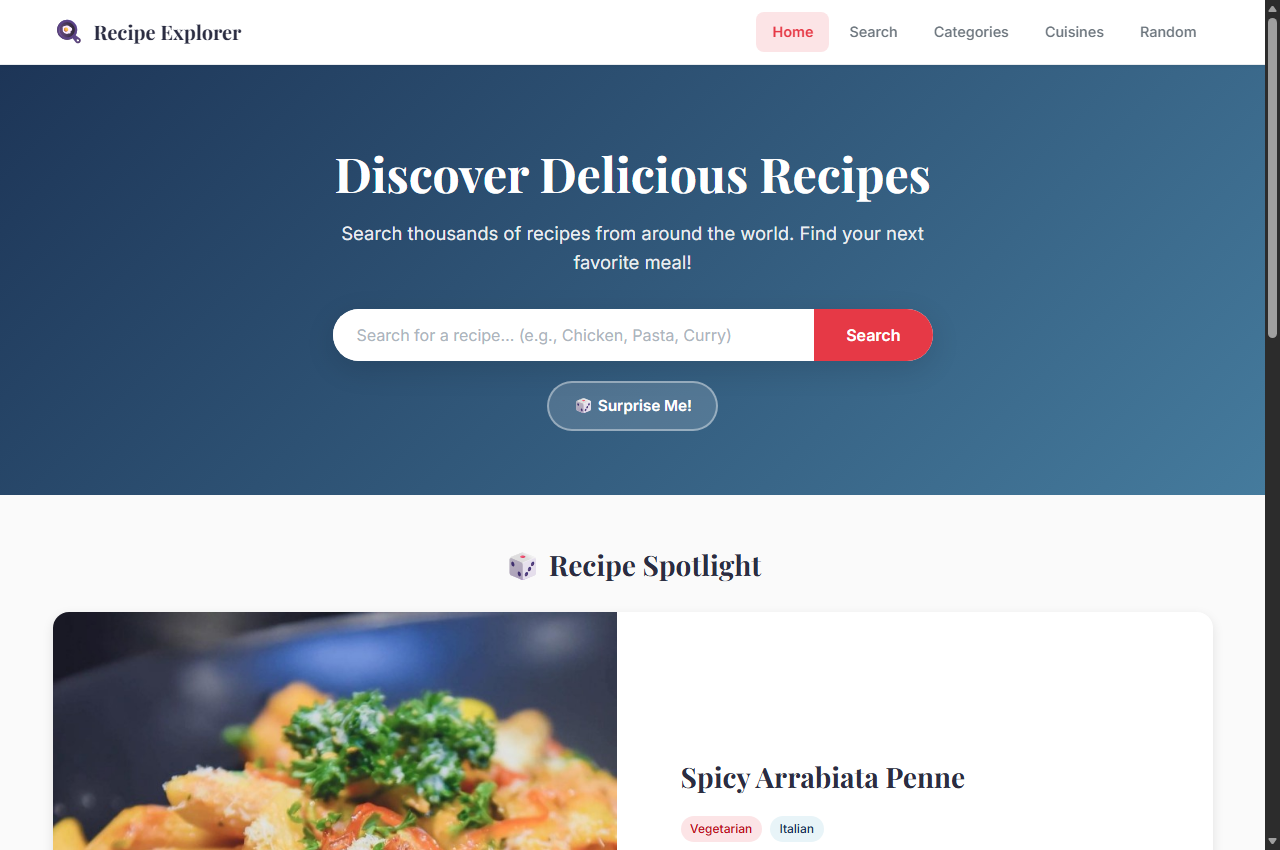 Recipe Explorer
Home
Search
Categories
Cuisines
Random
Discover Delicious Recipes
Search thousands of recipes from around the world. Find your next
favorite meal!
Search for a recipe... (e.g., Chicken, Pasta, Curry)
Search
🎲 Surprise Me!
🎲 Recipe Spotlight
Spicy Arrabiata Penne
Vegetarian
Italian